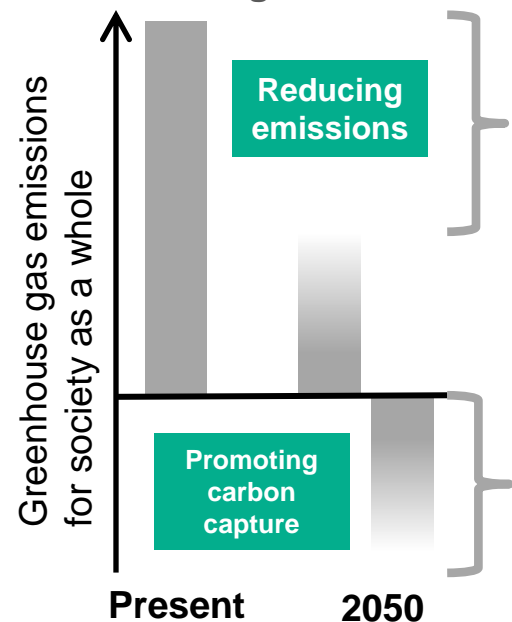 Greenhouse gas emissions
for society as a whole
Reducing
emissions
Promoting
carbon
capture
Present
2050